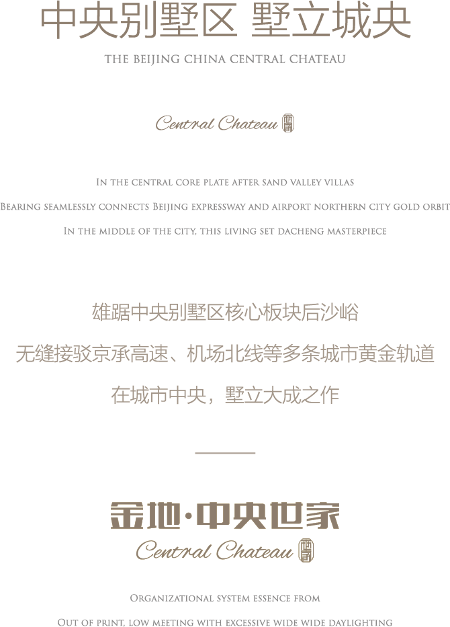 中央别墅区 墅立城央
THE BEIJING CHINA CENTRAL CHATEAU
Central Chateau
IN THE CENTRAL CORE PLATE AFTER SAND VALLEY VILLAS
BEARING SEAMLESSLY CONNECTS BEIJING EXPRESSWAY AND AIRPORT NORTHERN CITY GOLD ORBIT
IN THE MIDDLE OF THE CITY, THIS LIVING SET DACHENG MASTERPIECE
雄踞中央别墅区核心板块后沙峪
无缝接驳京承高速、机场北线等多条城市黄金轨道
在城市中央，墅立大成之作
金地·中央世家
Central Chateau
ORGANIZATIONAL SYSTEM ESSENCE FROM
OUT OF PRINT, LOW MEETING WITH EXCESSIVE WIDE WIDE DAYLIGHTING